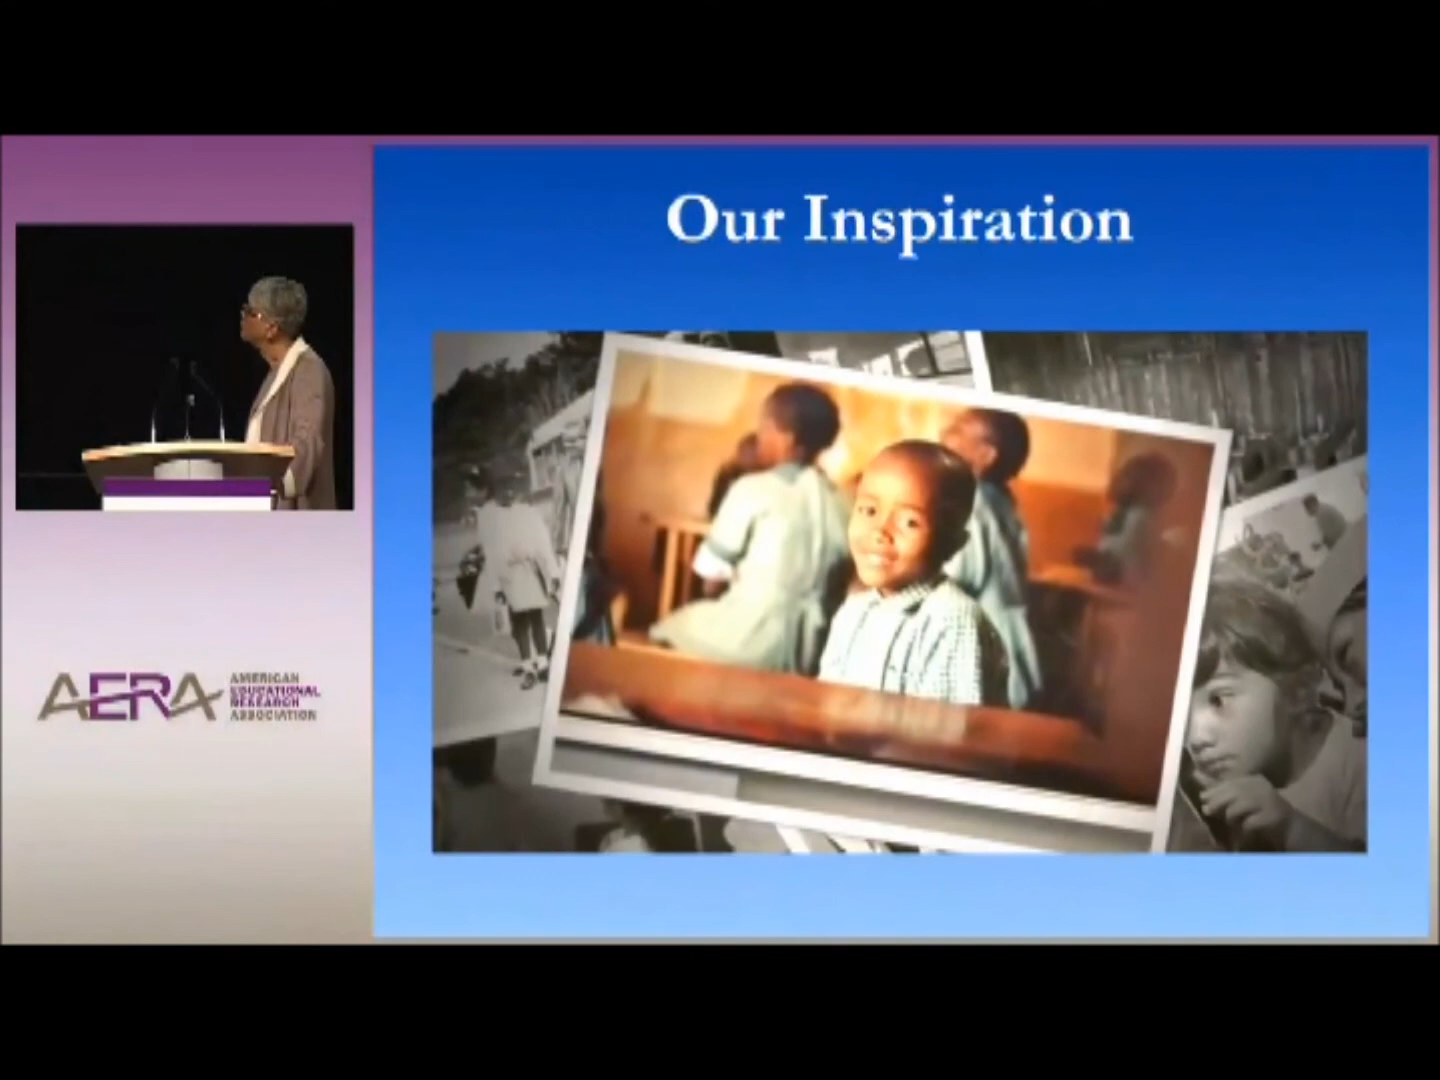 Our Inspiration
AERA
AMERICAN
EDUCATIONAL
RESEARCH
ASSOCIATION